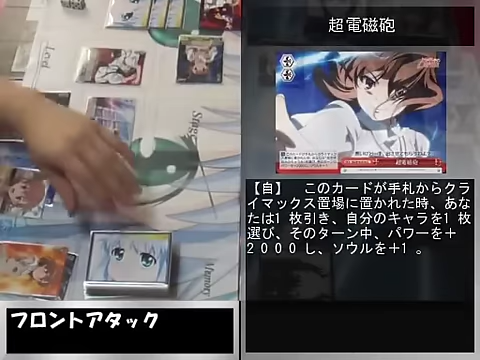 超電磁砲
超電磁砲
【自】 このカードが手札からクラ
イマックス置場に置かれた時、あな
たは1枚引き、自分のキャラを1枚
選び、そのターン中、パワーを＋
２０００し、ソウルを＋1 。
フロントアタック